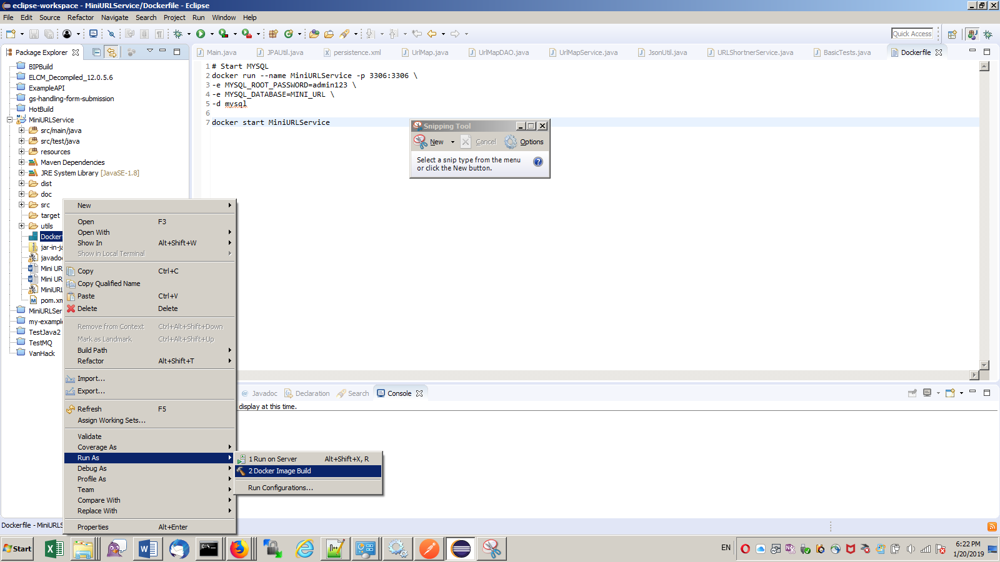 eclipse-workspace - MiniURLService/Dockerfile - Eclipse
File Edit Source Refactor Navigate Search Project Run Window Help
Quick Access
Package Explorer
Main.java JPAUtil.java persistence.xml UrlMap.java UrlMapDAO.java UrlMapService.java JsonUtil.java URLShortnerService.java BasicTests.java Dockerfile
BIPBuild
ELCM_Decompiled_12.0.5.6
ExampleAPI
gs-handling-form-submission
HotBuild
MiniURLService
src/main/java
src/test/java
resources
Maven Dependencies
JRE System Library [JavaSE-1.8]
dist
doc
src
target
utils
Dockerf
jar-in-ja
javadoc
Mini UR
Mini UR
MiniURL
pom.xm
MiniURLSer
my-example
TestJava2
TestMQ
VanHack
1 # Start MYSQL
2 docker run --name MiniURLService -p 3306:3306 \
3 -e MYSQL_ROOT_PASSWORD=admin123 \
4 -e MYSQL_DATABASE=MINI_URL \
5 -d mysql
6
7 docker start MiniURLService
Snipping Tool
New Cancel Options
Select a snip type from the menu
or click the New button.
New
Open F3
Open With
Show In Alt+Shift+W
Show in Local Terminal
Copy Ctrl+C
Copy Qualified Name
Paste Ctrl+V
Delete Delete
Remove from Context Ctrl+Alt+Shift+Down
Mark as Landmark Ctrl+Alt+Shift+Up
Build Path
Refactor Alt+Shift+T
Import...
Export...
Refresh F5
Assign Working Sets...
Validate
Coverage As
Run As
Debug As
Profile As
Team
Compare With
Replace With
Properties Alt+Enter
1 Run on Server Alt+Shift+X, R
2 Docker Image Build
Run Configurations...
Javadoc Declaration Search Console
display at this time.
Dockerfile - MiniURLS
Start
EN
6:22 PM
1/20/2019